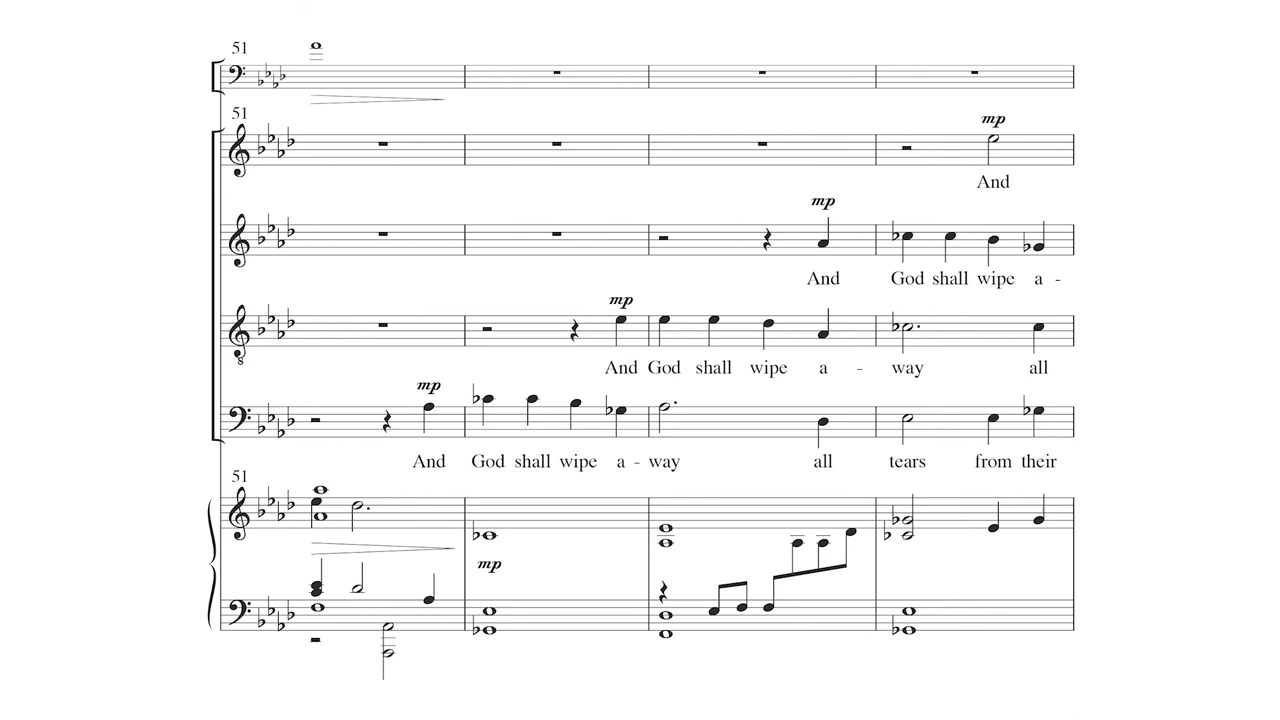 51
51
mp
And
mp
And God shall wipe a -
mp
And God shall wipe a - way all
mp
And God shall wipe a - way all tears from their
51
mp